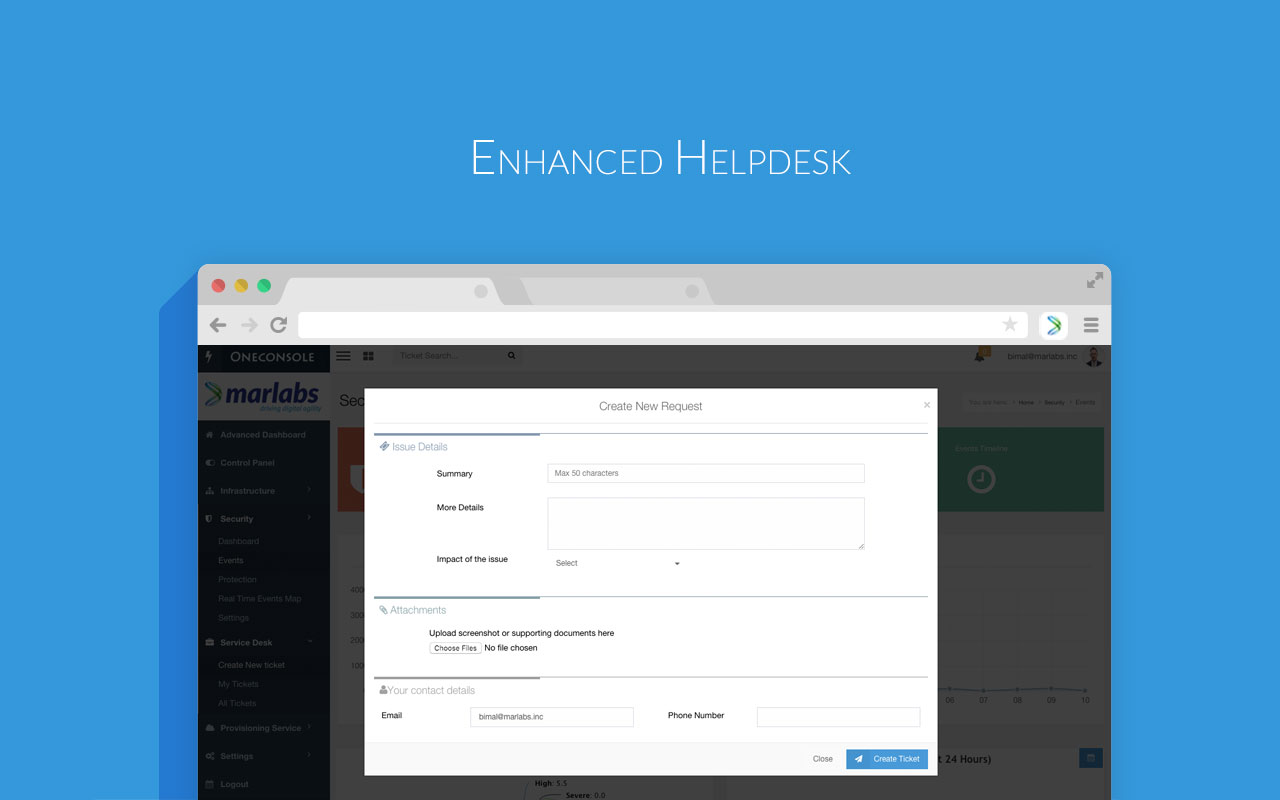 Enhanced Helpdesk
Oneconsole
Ticket Search...
bimal@marlabs.inc
marlabs
driving digital agility
Sec
You are here:
Home
Security
Events
Create New Request
×
Advanced Dashboard
Control Panel
Infrastructure
Security
Dashboard
Events
Protection
Real Time Events Map
Settings
Service Desk
Create New ticket
My Tickets
All Tickets
Provisioning Service
Settings
Logout
Events Timeline
Issue Details
Summary
Max 50 characters
More Details
Impact of the issue
Select
Attachments
Upload screenshot or supporting documents here
Choose Files No file chosen
Your contact details
Email
bimal@marlabs.inc
Phone Number
Close
Create Ticket
06 07 08 09 10
t 24 Hours)
High: 5.5
Severe: 0.0